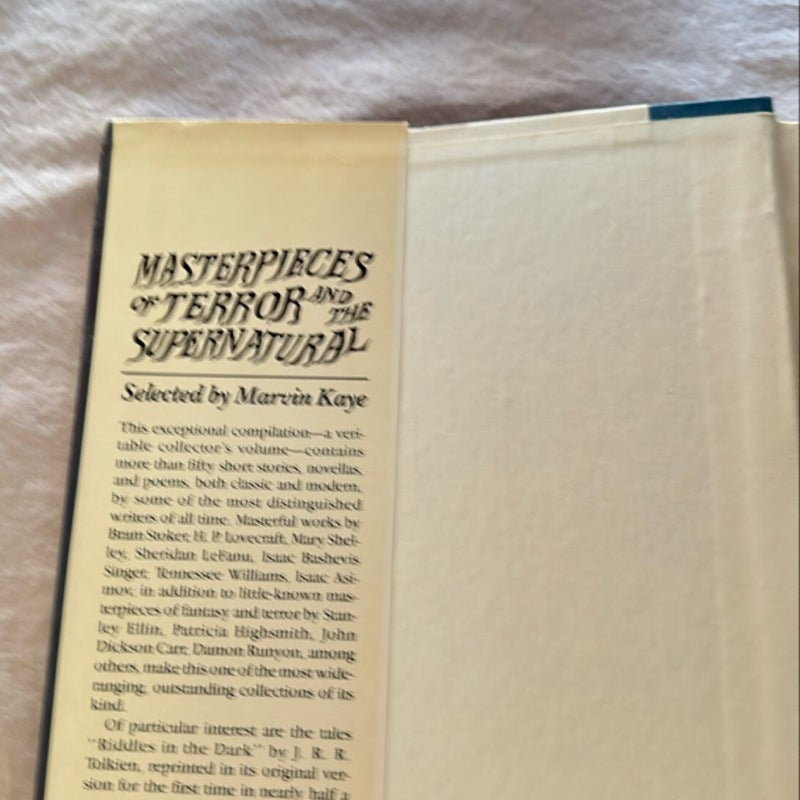 MASTERPIECES
OF TERROR AND THE
SUPERNATURAL
Selected by Marvin Kaye
This exceptional compilation—a veri-
table collector's volume—contains
more than fifty short stories, novellas,
and poems, both classic and modern,
by some of the most distinguished
writers of all time. Masterful works by
Bram Stoker, H. P. Lovecraft, Mary Shel-
ley, Sheridan LeFanu, Isaac Bashevis
Singer, Tennessee Williams, Isaac Asi-
mov, in addition to little-known mas-
terpieces of fantasy and terror by Stan-
ley Ellin, Patricia Highsmith, John
Dickson Carr, Damon Runyon, among
others, make this one of the most wide-
ranging, outstanding collections of its
kind.
Of particular interest are the tales
"Riddles in the Dark" by J. R. R.
Tolkien, reprinted in its original ver-
sion for the first time in nearly half a